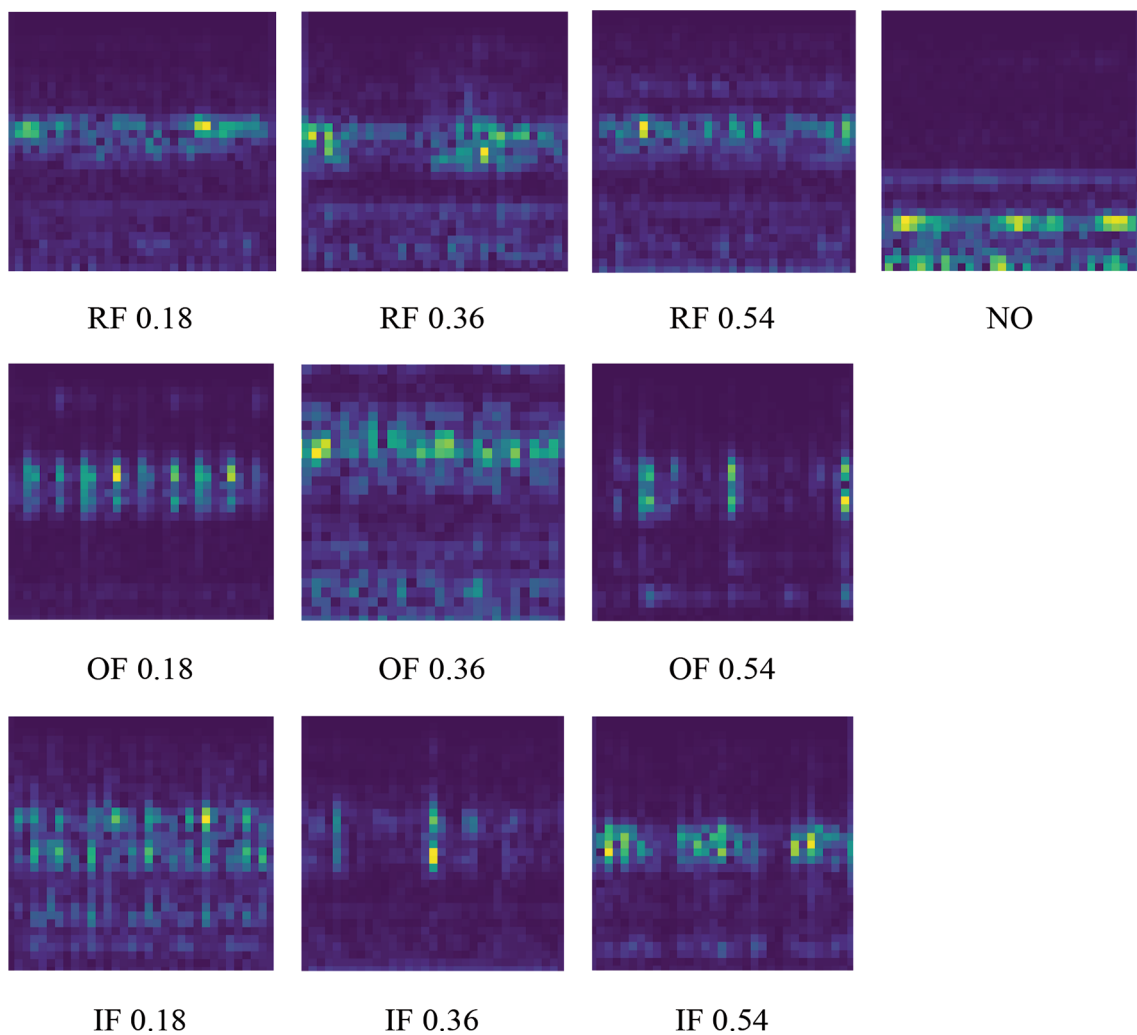 RF 0.18 RF 0.36 RF 0.54 NO
OF 0.18 OF 0.36 OF 0.54
IF 0.18 IF 0.36 IF 0.54